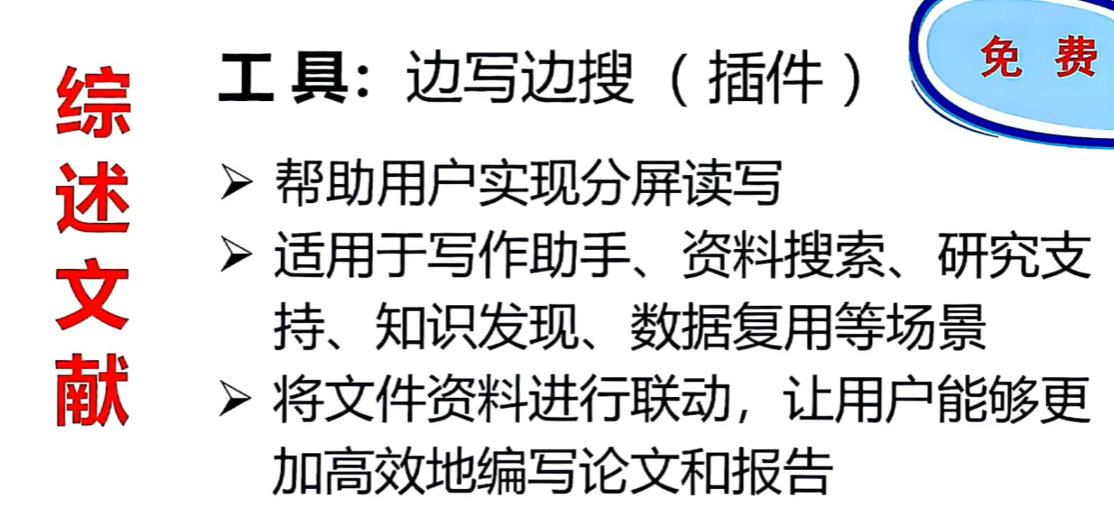 综述文献
工具：边写边搜（插件）
免 费
➢ 帮助用户实现分屏读写
➢ 适用于写作助手、资料搜索、研究支
持、知识发现、数据复用等场景
➢ 将文件资料进行联动，让用户能够更
加高效地编写论文和报告